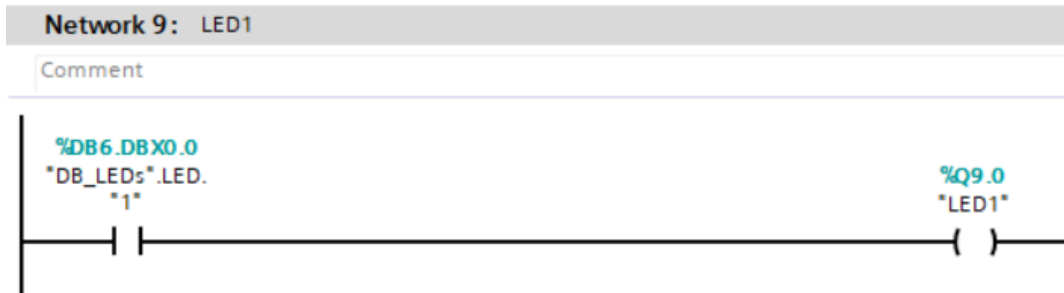 Network 9: LED1
Comment
%DB6.DBX0.0
"DB_LEDs".LED.
"1"
%Q9.0
"LED1"